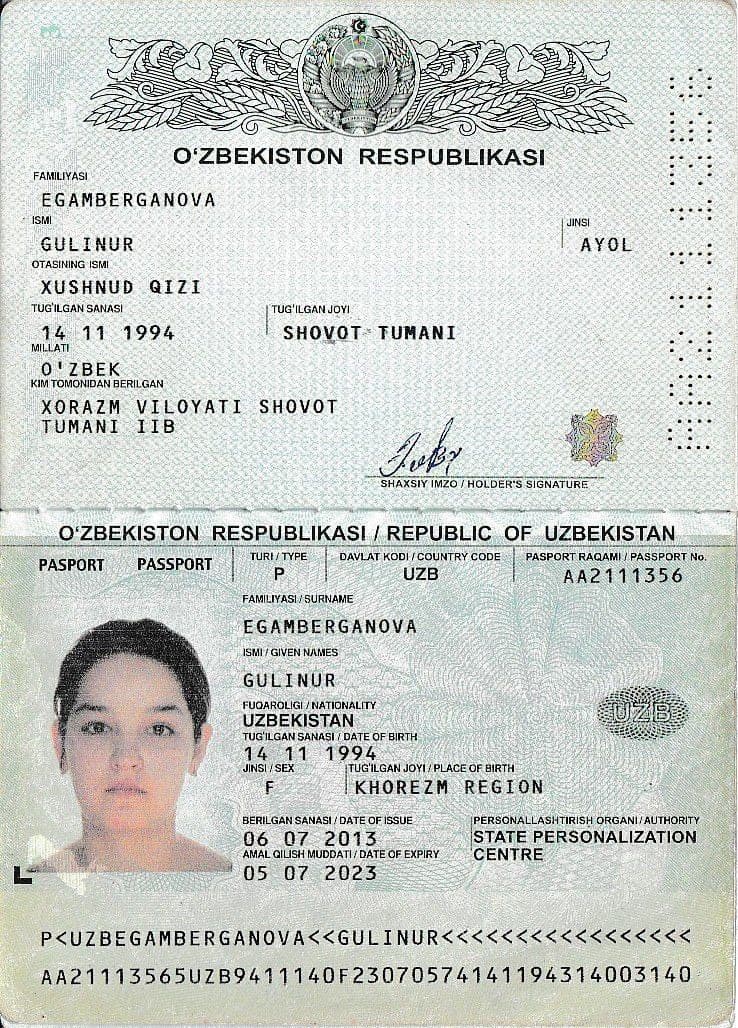 O‘ZBEKISTON RESPUBLIKASI
FAMILIYASI
EGAMBERGANOVA
ISMI
GULINUR
JINSI
AYOL
OTASINING ISMI
XUSHNUD QIZI
TUG‘ILGAN SANASI
14 11 1994
TUG‘ILGAN JOYI
SHOVOT TUMANI
MILLATI
O'ZBEK
KIM TOMONIDAN BERILGAN
XORAZM VILOYATI SHOVOT
TUMANI IIB
SHAXSIY IMZO / HOLDER'S SIGNATURE
AA2111356
O‘ZBEKISTON RESPUBLIKASI / REPUBLIC OF UZBEKISTAN
PASPORT PASSPORT
TURI / TYPE
P
DAVLAT KODI / COUNTRY CODE
UZB
PASPORT RAQAMI / PASSPORT No.
AA2111356
FAMILIYASI / SURNAME
EGAMBERGANOVA
ISMI / GIVEN NAMES
GULINUR
FUQAROLIGI / NATIONALITY
UZBEKISTAN
TUG‘ILGAN SANASI / DATE OF BIRTH
14 11 1994
JINSI / SEX
F
TUG‘ILGAN JOYI / PLACE OF BIRTH
KHOREZM REGION
UZB
BERILGAN SANASI / DATE OF ISSUE
06 07 2013
PERSONALLASHTIRISH ORGANI / AUTHORITY
STATE PERSONALIZATION
CENTRE
AMAL QILISH MUDDATI / DATE OF EXPIRY
05 07 2023
P<UZBEGAMBERGANOVA<<GULINUR<<<<<<<<<<<<<<<<<
AA21113565UZB9411140F23070574141194314003140